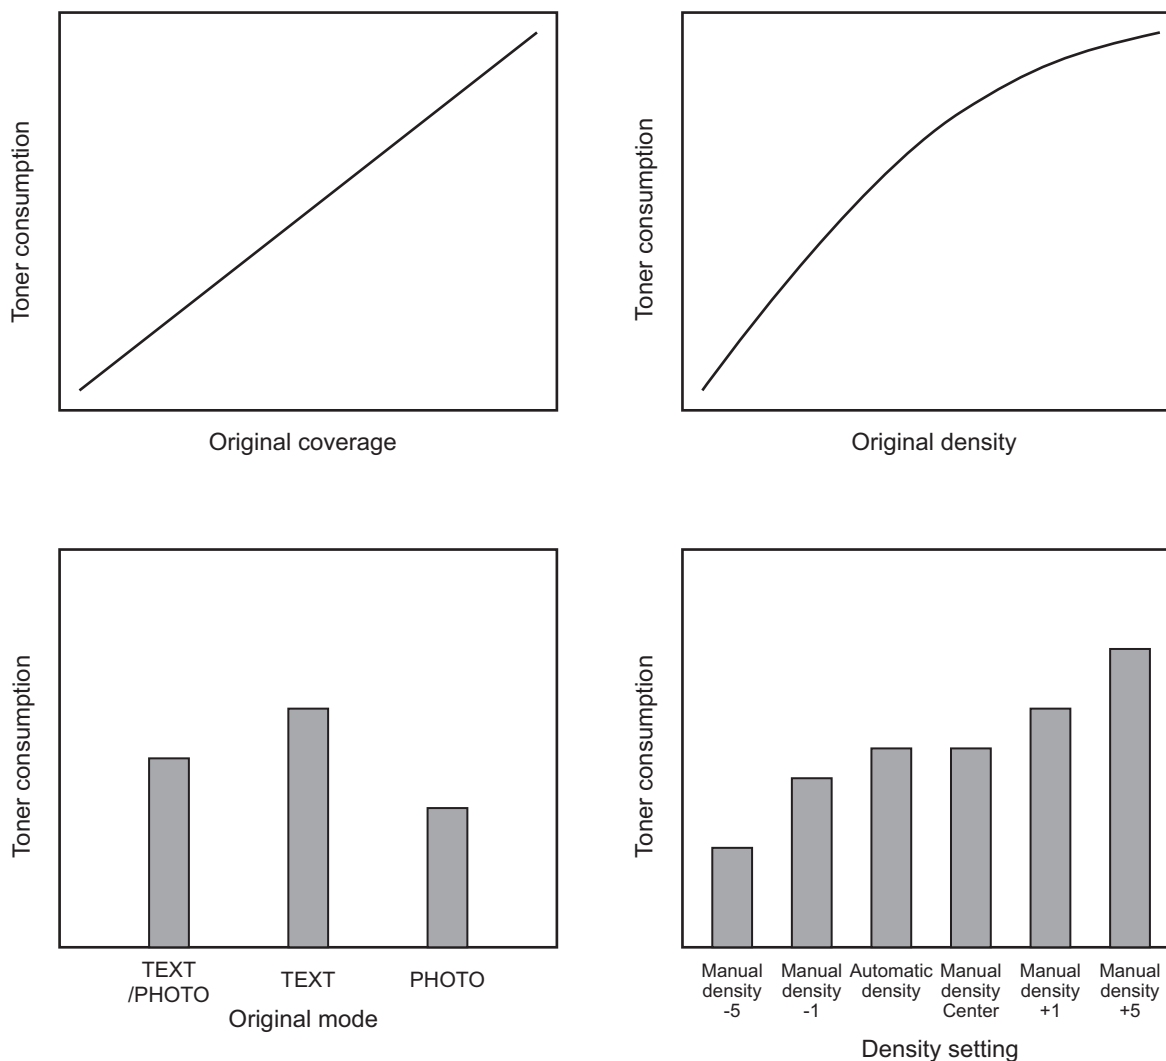 Toner consumption
Original coverage
Toner consumption
Original density
Toner consumption
TEXT
/PHOTO
TEXT
PHOTO
Original mode
Toner consumption
Manual
density
-5
Manual
density
-1
Automatic
density
Manual
density
Center
Manual
density
+1
Manual
density
+5
Density setting